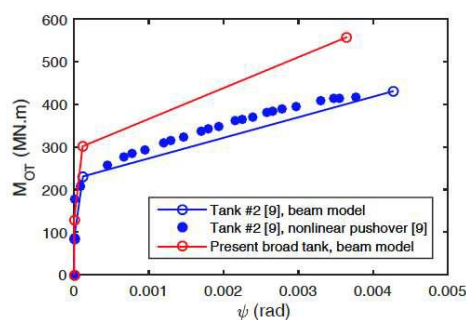 600
500
400
300
200
100
0
M_OT (MN.m)
0
0.001
0.002
0.003
0.004
0.005
ψ (rad)
Tank #2 [9], beam model
Tank #2 [9], nonlinear pushover [9]
Present broad tank, beam model